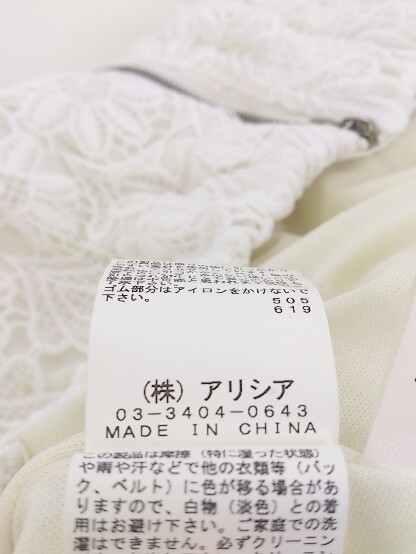 ゴム部分はアイロンをかけないで
下さい。
505
619
(株) アリシア
03-3404-0643
MADE IN CHINA
この製品は摩擦(特に湿った状態)
や雨や汗などで他の衣類等(バッ
ク、ベルト)に色が移る場合があ
りますので、白物(淡色)との着
用はお避け下さい。ご家庭での洗
濯はできません。必ずクリーニン